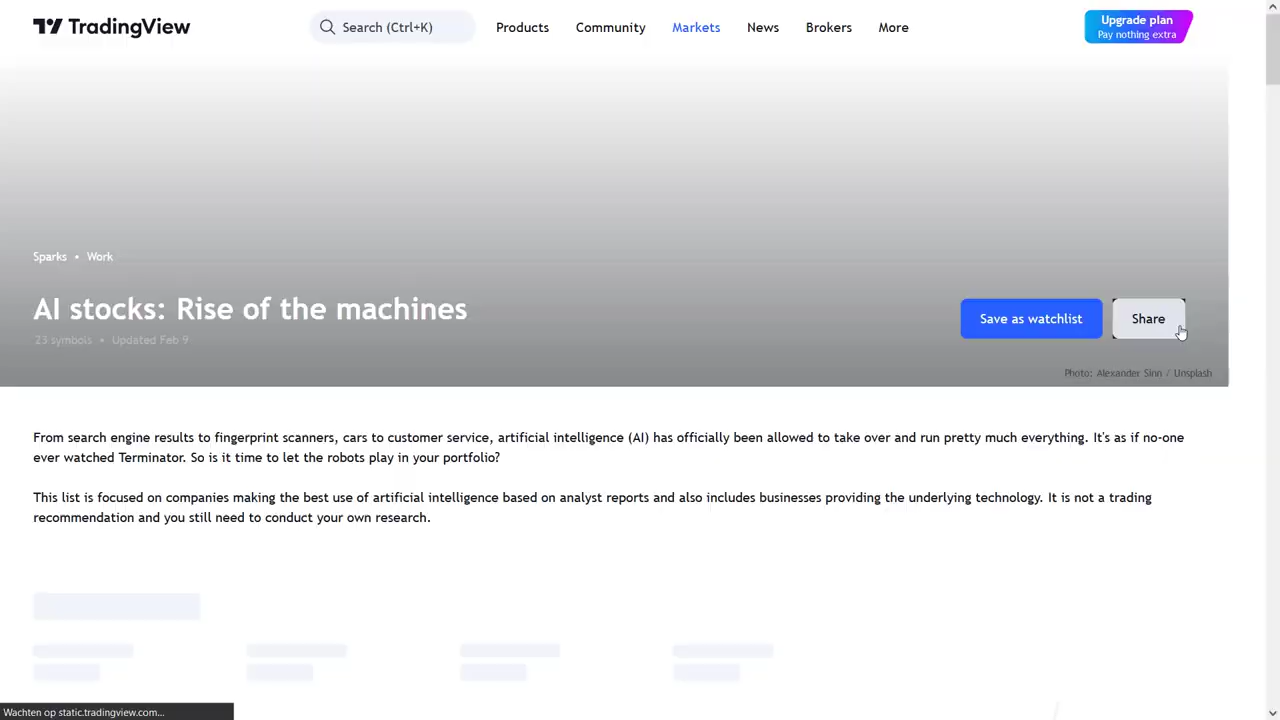 TradingView
Search (Ctrl+K)
Products
Community
Markets
News
Brokers
More
Upgrade plan
Pay nothing extra
Sparks • Work
AI stocks: Rise of the machines
23 symbols • Updated Feb 9
Save as watchlist
Share
Photo: Alexander Sinn / Unsplash
From search engine results to fingerprint scanners, cars to customer service, artificial intelligence (AI) has officially been allowed to take over and run pretty much everything. It's as if no-one
ever watched Terminator. So is it time to let the robots play in your portfolio?
This list is focused on companies making the best use of artificial intelligence based on analyst reports and also includes businesses providing the underlying technology. It is not a trading
recommendation and you still need to conduct your own research.
Wachten op static.tradingview.com...